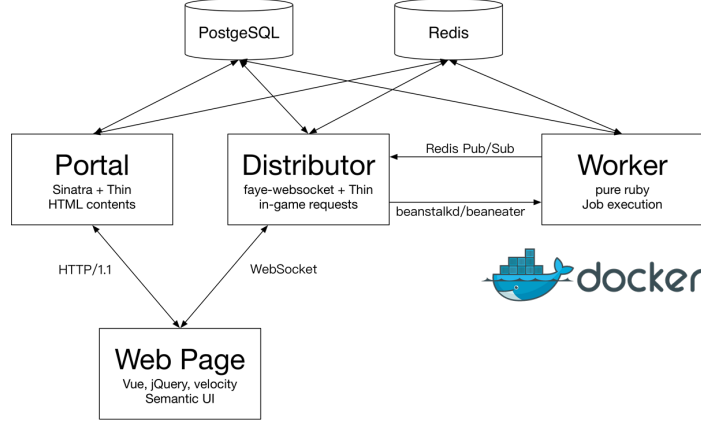 PostgeSQL
Redis
Portal
Sinatra + Thin
HTML contents
Distributor
faye-websocket + Thin
in-game requests
Redis Pub/Sub
beanstalkd/beaneater
Worker
pure ruby
Job execution
HTTP/1.1
WebSocket
docker
Web Page
Vue, jQuery, velocity
Semantic UI